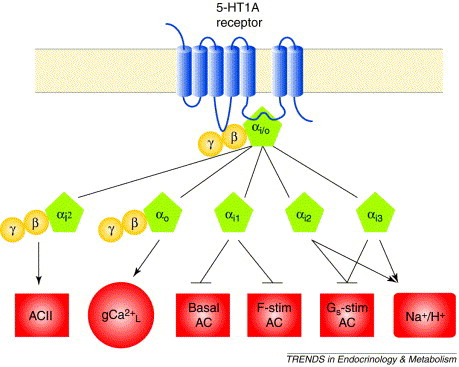 5-HT1A
receptor
γ β αi/o
γ β αi2 γ β αo αi1 αi2 αi3
ACII gCa²⁺L Basal AC F-stim AC Gs-stim AC Na⁺/H⁺
TRENDS in Endocrinology & Metabolism